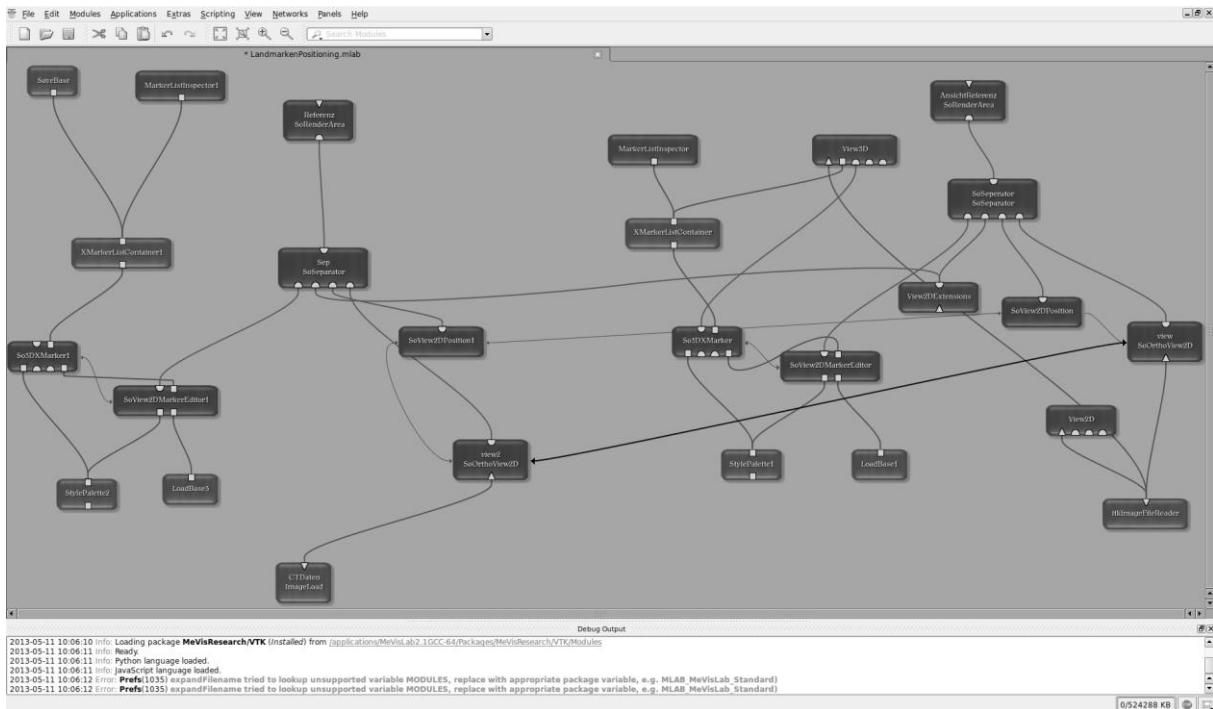 File Edit Modules Applications Extras Scripting View Networks Panels Help
Search Modules
* LandmarkenPositioning.mlab
SaveBase
MarkerListInspector1
Referenz
SoRenderArea
AnsichtReferenz
SoRenderArea
MarkerListInspector
View3D
SoSeperator
SoSeparator
XMarkerListContainer1
XMarkerListContainer
Sep
SoSeparator
View2DExtensions
SoView2DPosition
So3DXMarker1
SoView2DPosition1
So3DXMarker
view
SoOrthoView2D
SoView2DMarkerEditor
SoView2DMarkerEditor1
View2D
view2
SoOrthoView2D
StylePalette2
LoadBase3
StylePalette1
LoadBase1
itkImageFileReader
CTDaten
ImageLoad
Debug Output
2013-05-11 10:06:10 Info: Loading package MeVisResearch/VTK (Installed) from /applications/MeVisLab2.1GCC-64/Packages/MeVisResearch/VTK/Modules
2013-05-11 10:06:11 Info: Ready.
2013-05-11 10:06:11 Info: Python language loaded.
2013-05-11 10:06:11 Info: JavaScript language loaded.
2013-05-11 10:06:12 Error: Prefs(1035) expandFilename tried to lookup unsupported variable MODULES, replace with appropriate package variable, e.g. MLAB_MeVisLab_Standard)
2013-05-11 10:06:12 Error: Prefs(1035) expandFilename tried to lookup unsupported variable MODULES, replace with appropriate package variable, e.g. MLAB_MeVisLab_Standard)
0/524288 KB